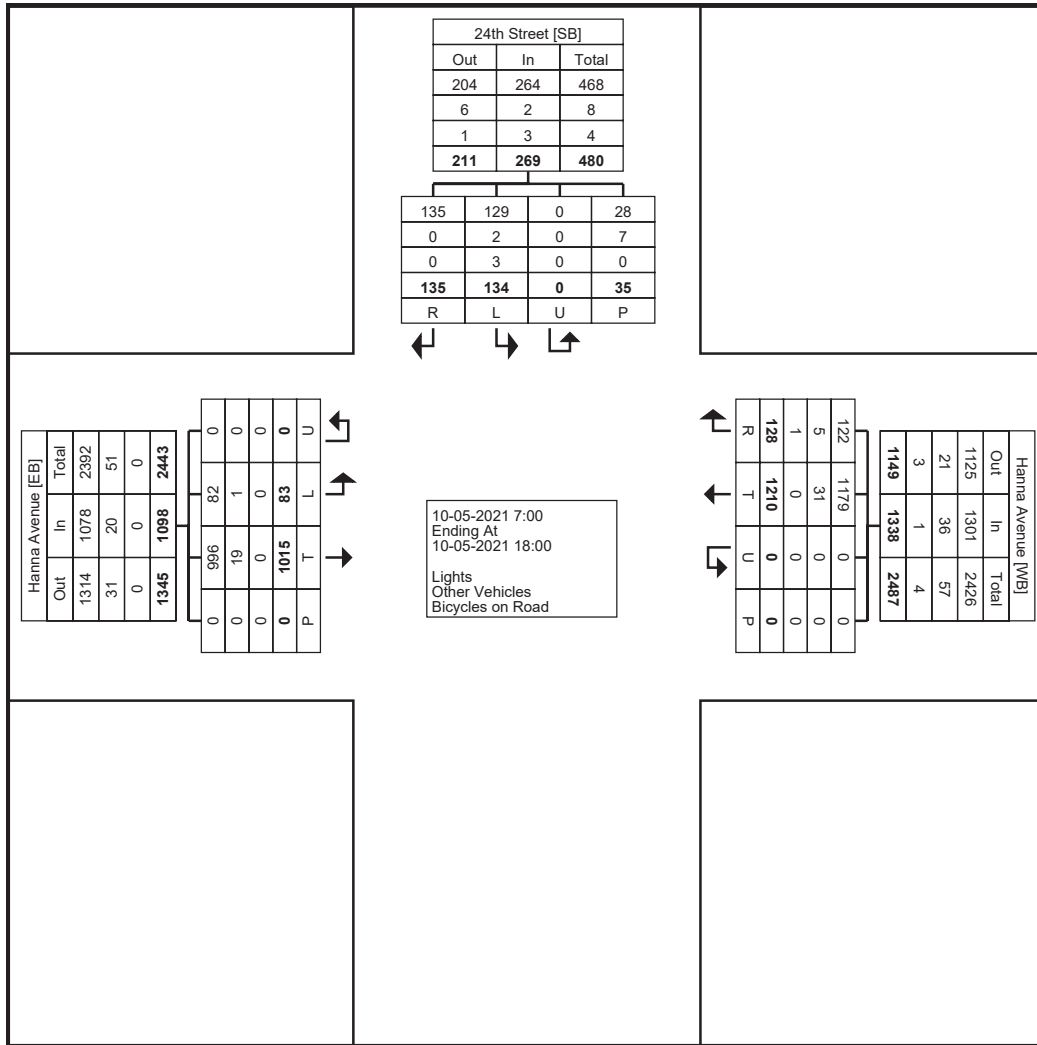 24th Street [SB]
Out In Total
204 264 468
6 2 8
1 3 4
211 269 480
135 129 0 28
0 2 0 7
0 3 0 0
135 134 0 35
R L U P
Hanna Avenue [EB]
Out In Total
1314 1078 2392
31 20 51
0 0 0
1345 1098 2443
0 996 82 0
0 19 1 0
0 0 0 0
0 1015 83 0
P T L U
10-05-2021 7:00
Ending At
10-05-2021 18:00
Lights
Other Vehicles
Bicycles on Road
Hanna Avenue [WB]
Out In Total
1125 1301 2426
21 36 57
3 1 4
1149 1338 2487
122 1179 0 0
5 31 0 0
1 0 0 0
128 1210 0 0
R T U P